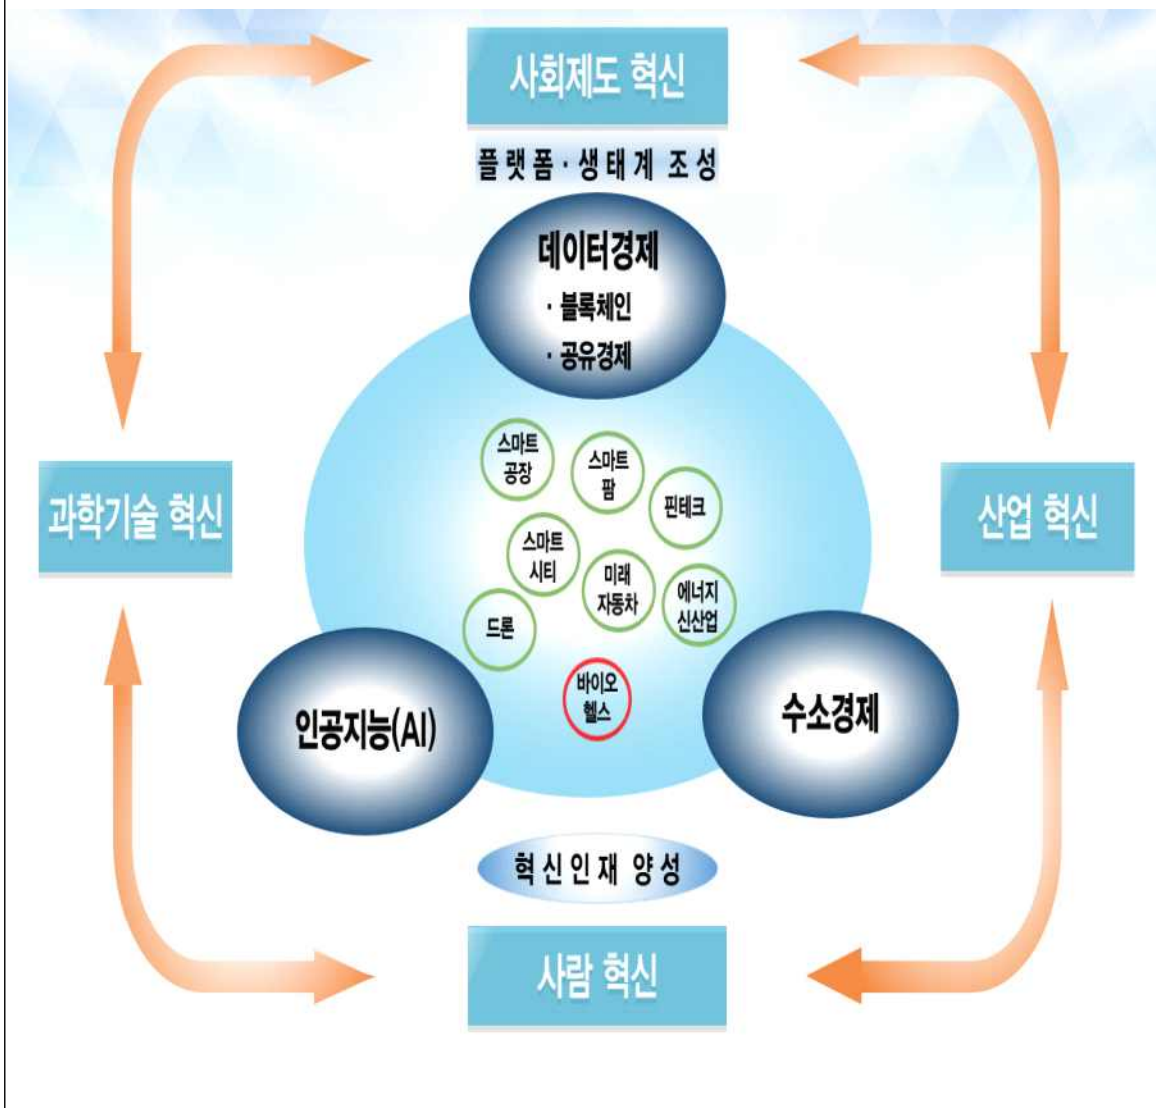 사회제도 혁신
플랫폼·생태계 조성
데이터경제
· 블록체인
· 공유경제
스마트
공장
스마트
팜
핀테크
과학기술 혁신
산업 혁신
스마트
시티
미래
자동차
에너지
신산업
드론
바이오
헬스
인공지능(AI)
수소경제
혁신인재 양성
사람 혁신